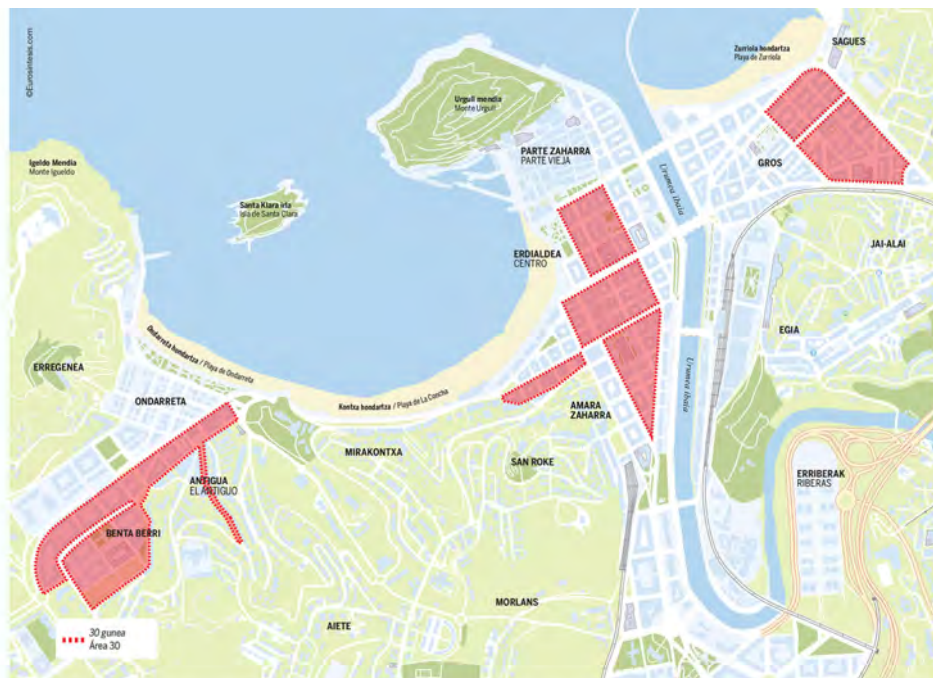 ©Eurosíntesis.com
SAGUES
Zurriola hondartza
Playa de Zurriola
Urgull mendia
Monte Urgull
PARTE ZAHARRA
PARTE VIEJA
Igeldo Mendia
Monte Igueldo
GROS
Urumea ibaia
Santa Klara irla
Isla de Santa Clara
JAI-ALAI
ERDIALDEA
CENTRO
EGIA
Ondarreta hondartza / Playa de Ondarreta
ERREGENEA
Urumea ibaia
ONDARRETA
Kontxa hondartza / Playa de La Concha
AMARA
ZAHARRA
MIRAKONTXA
SAN ROKE
ERRIBERAK
RIBERAS
ANTIGUA
EL ANTIGUO
BENTA BERRI
MORLANS
AIETE
30 gunea
Área 30